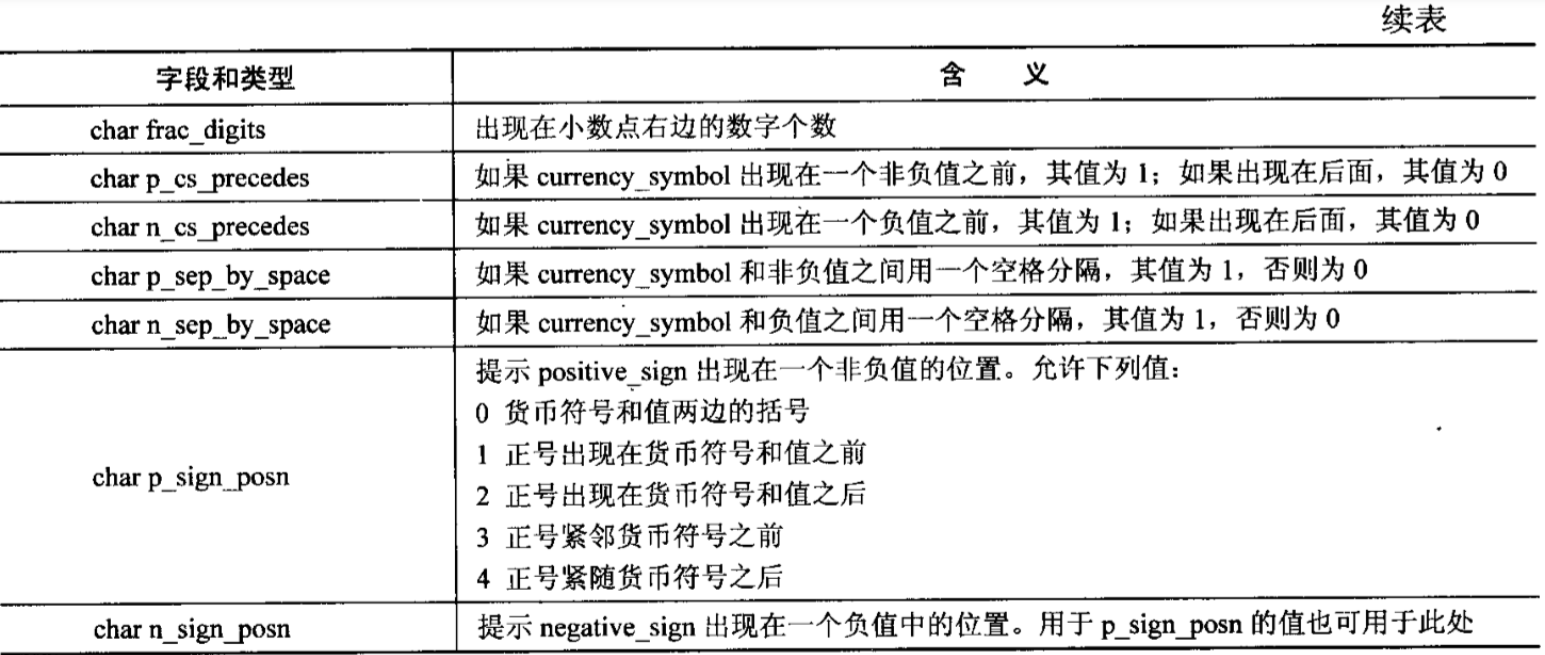 续表
字段和类型 含 义
char frac_digits 出现在小数点右边的数字个数
char p_cs_precedes 如果 currency_symbol 出现在一个非负值之前，其值为 1；如果出现在后面，其值为 0
char n_cs_precedes 如果 currency_symbol 出现在一个负值之前，其值为 1；如果出现在后面，其值为 0
char p_sep_by_space 如果 currency_symbol 和非负值之间用一个空格分隔，其值为 1，否则为 0
char n_sep_by_space 如果 currency_symbol 和负值之间用一个空格分隔，其值为 1，否则为 0
提示 positive_sign 出现在一个非负值的位置。允许下列值：
0 货币符号和值两边的括号
1 正号出现在货币符号和值之前
char p_sign_posn
2 正号出现在货币符号和值之后
3 正号紧邻货币符号之前
4 正号紧随货币符号之后
char n_sign_posn 提示 negative_sign 出现在一个负值中的位置。用于 p_sign_posn 的值也可用于此处